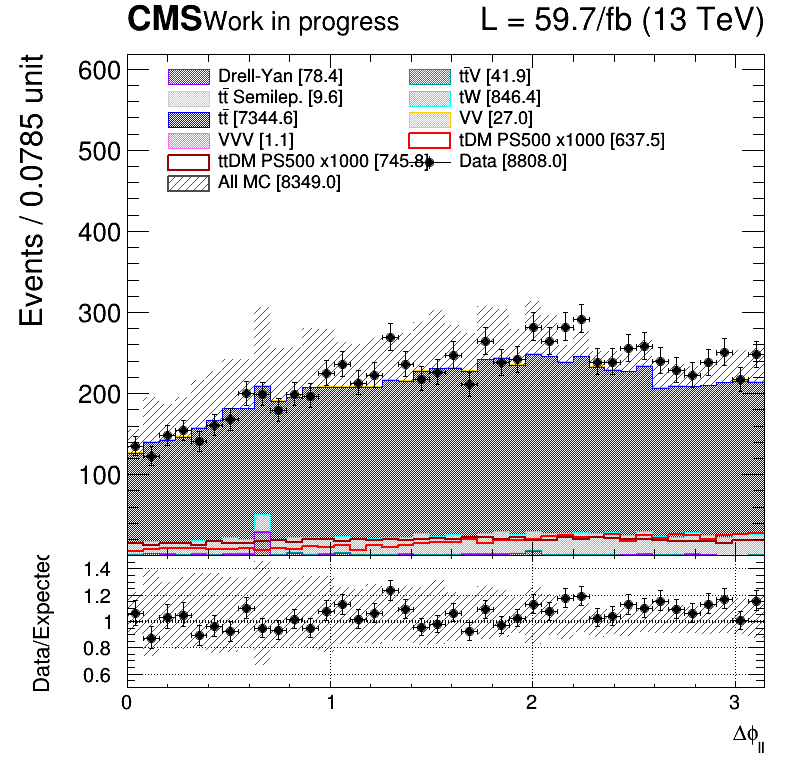 CMS Work in progress L = 59.7/fb (13 TeV)
Events / 0.0785 unit
600
500
400
300
200
100
Drell-Yan [78.4] tt̄V [41.9]
tt̄ Semilep. [9.6] tW [846.4]
tt̄ [7344.6] VV [27.0]
VVV [1.1] tDM PS500 x1000 [637.5]
ttDM PS500 x1000 [745.8] Data [8808.0]
All MC [8349.0]
Data/Expected
1.4
1.2
1
0.8
0.6
0 1 2 3
Δϕ_ll